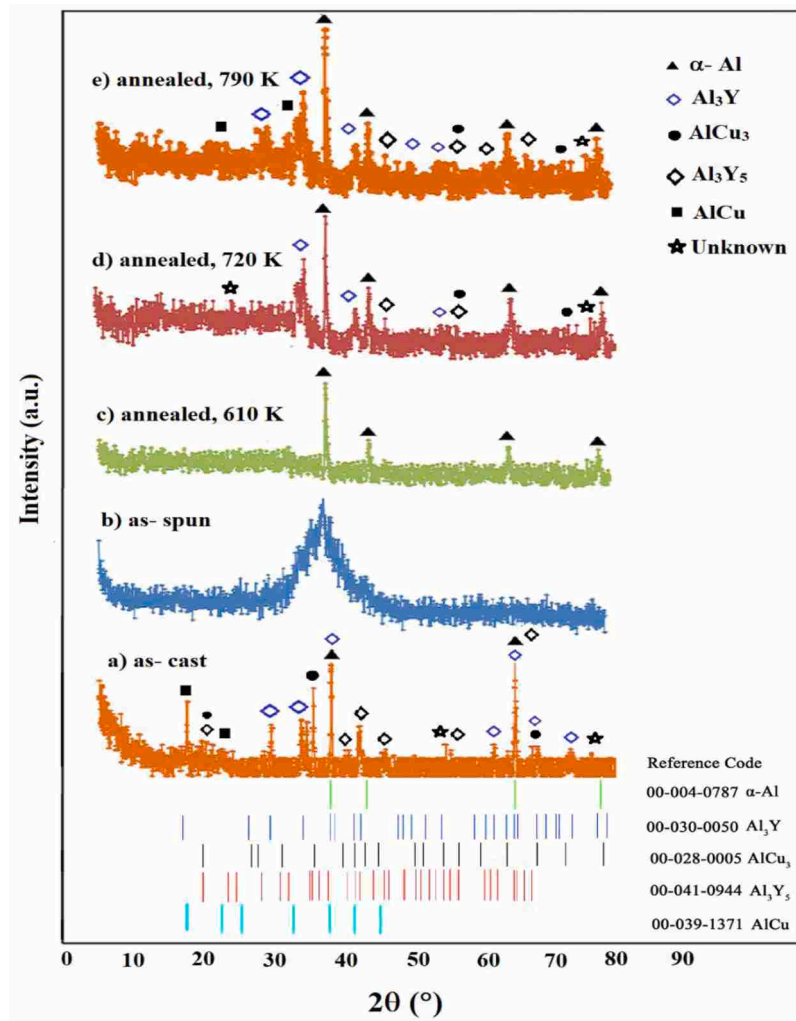 e) annealed, 790 K
α- Al
Al₃Y
AlCu₃
Al₃Y₅
AlCu
Unknown
d) annealed, 720 K
c) annealed, 610 K
Intensity (a.u.)
b) as- spun
a) as- cast
Reference Code
00-004-0787 α-Al
00-030-0050 Al₃Y
00-028-0005 AlCu₃
00-041-0944 Al₃Y₅
00-039-1371 AlCu
0 10 20 30 40 50 60 70 80 90
2θ (°)